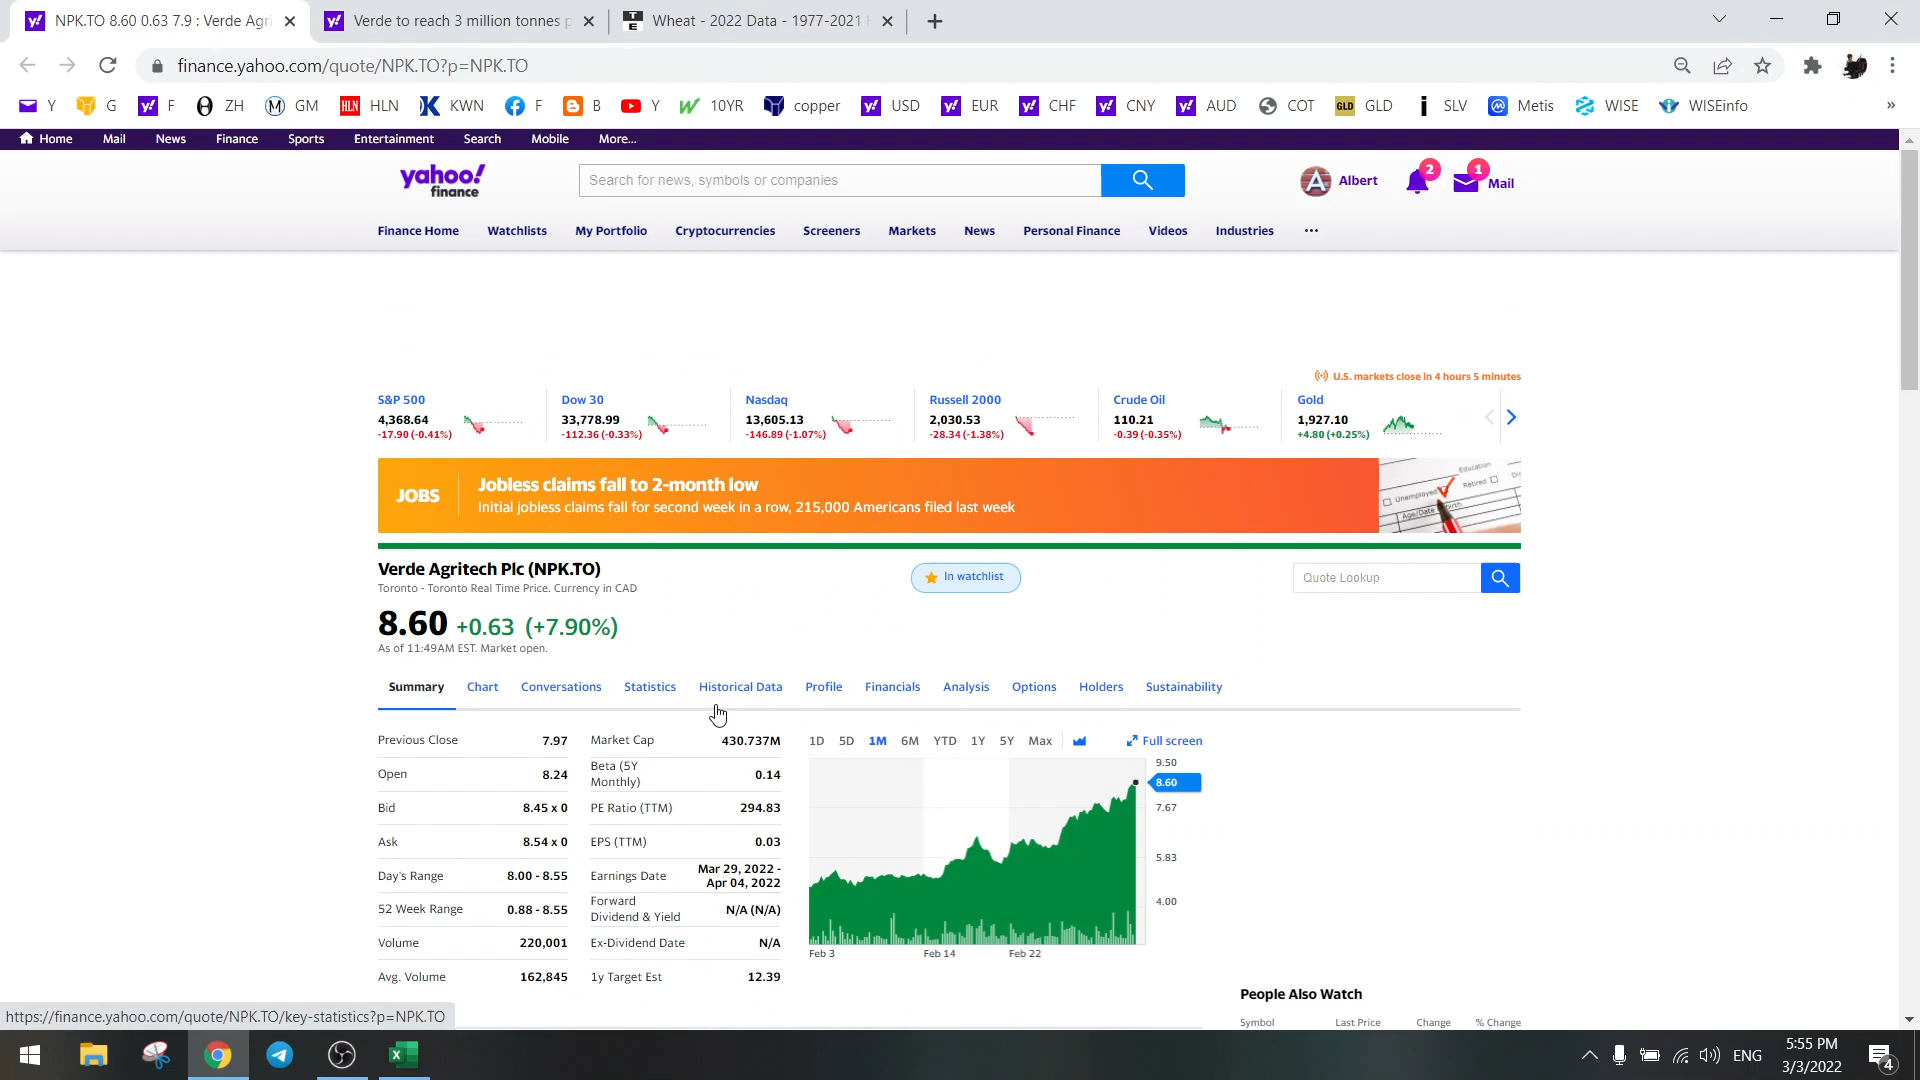 NPK.TO 8.60 0.63 7.9 : Verde Agri
Verde to reach 3 million tonnes p
Wheat - 2022 Data - 1977-2021 H
finance.yahoo.com/quote/NPK.TO?p=NPK.TO
Y G F ZH GM HLN KWN F B Y 10YR copper USD EUR CHF CNY AUD COT GLD SLV Metis WISE WISEinfo »
Home Mail News Finance Sports Entertainment Search Mobile More...
yahoo!
finance
Search for news, symbols or companies
Albert 2 1 Mail
Finance Home Watchlists My Portfolio Cryptocurrencies Screeners Markets News Personal Finance Videos Industries ...
U.S. markets close in 4 hours 5 minutes
S&P 500 Dow 30 Nasdaq Russell 2000 Crude Oil Gold
4,368.64 33,778.99 13,605.13 2,030.53 110.21 1,927.10
-17.90 (-0.41%) -112.36 (-0.33%) -146.89 (-1.07%) -28.34 (-1.38%) -0.39 (-0.35%) +4.80 (+0.25%)
JOBS
Jobless claims fall to 2-month low
Initial jobless claims fall for second week in a row, 215,000 Americans filed last week
Education
Retired
Unemployed
Verde Agritech Plc (NPK.TO)
Toronto - Toronto Real Time Price. Currency in CAD
In watchlist
Quote Lookup
8.60 +0.63 (+7.90%)
As of 11:49AM EST. Market open.
Summary Chart Conversations Statistics Historical Data Profile Financials Analysis Options Holders Sustainability
Previous Close 7.97
Open 8.24
Bid 8.45 x 0
Ask 8.54 x 0
Day's Range 8.00 - 8.55
52 Week Range 0.88 - 8.55
Volume 220,001
Avg. Volume 162,845
Market Cap 430.737M
Beta (5Y
Monthly) 0.14
PE Ratio (TTM) 294.83
EPS (TTM) 0.03
Earnings Date Mar 29, 2022 -
Apr 04, 2022
Forward
Dividend & Yield N/A (N/A)
Ex-Dividend Date N/A
1y Target Est 12.39
1D 5D 1M 6M YTD 1Y 5Y Max Full screen
9.50
8.60
7.67
5.83
4.00
Feb 3 Feb 14 Feb 22
People Also Watch
Symbol Last Price Change % Change
https://finance.yahoo.com/quote/NPK.TO/key-statistics?p=NPK.TO
ENG
5:55 PM
3/3/2022
4